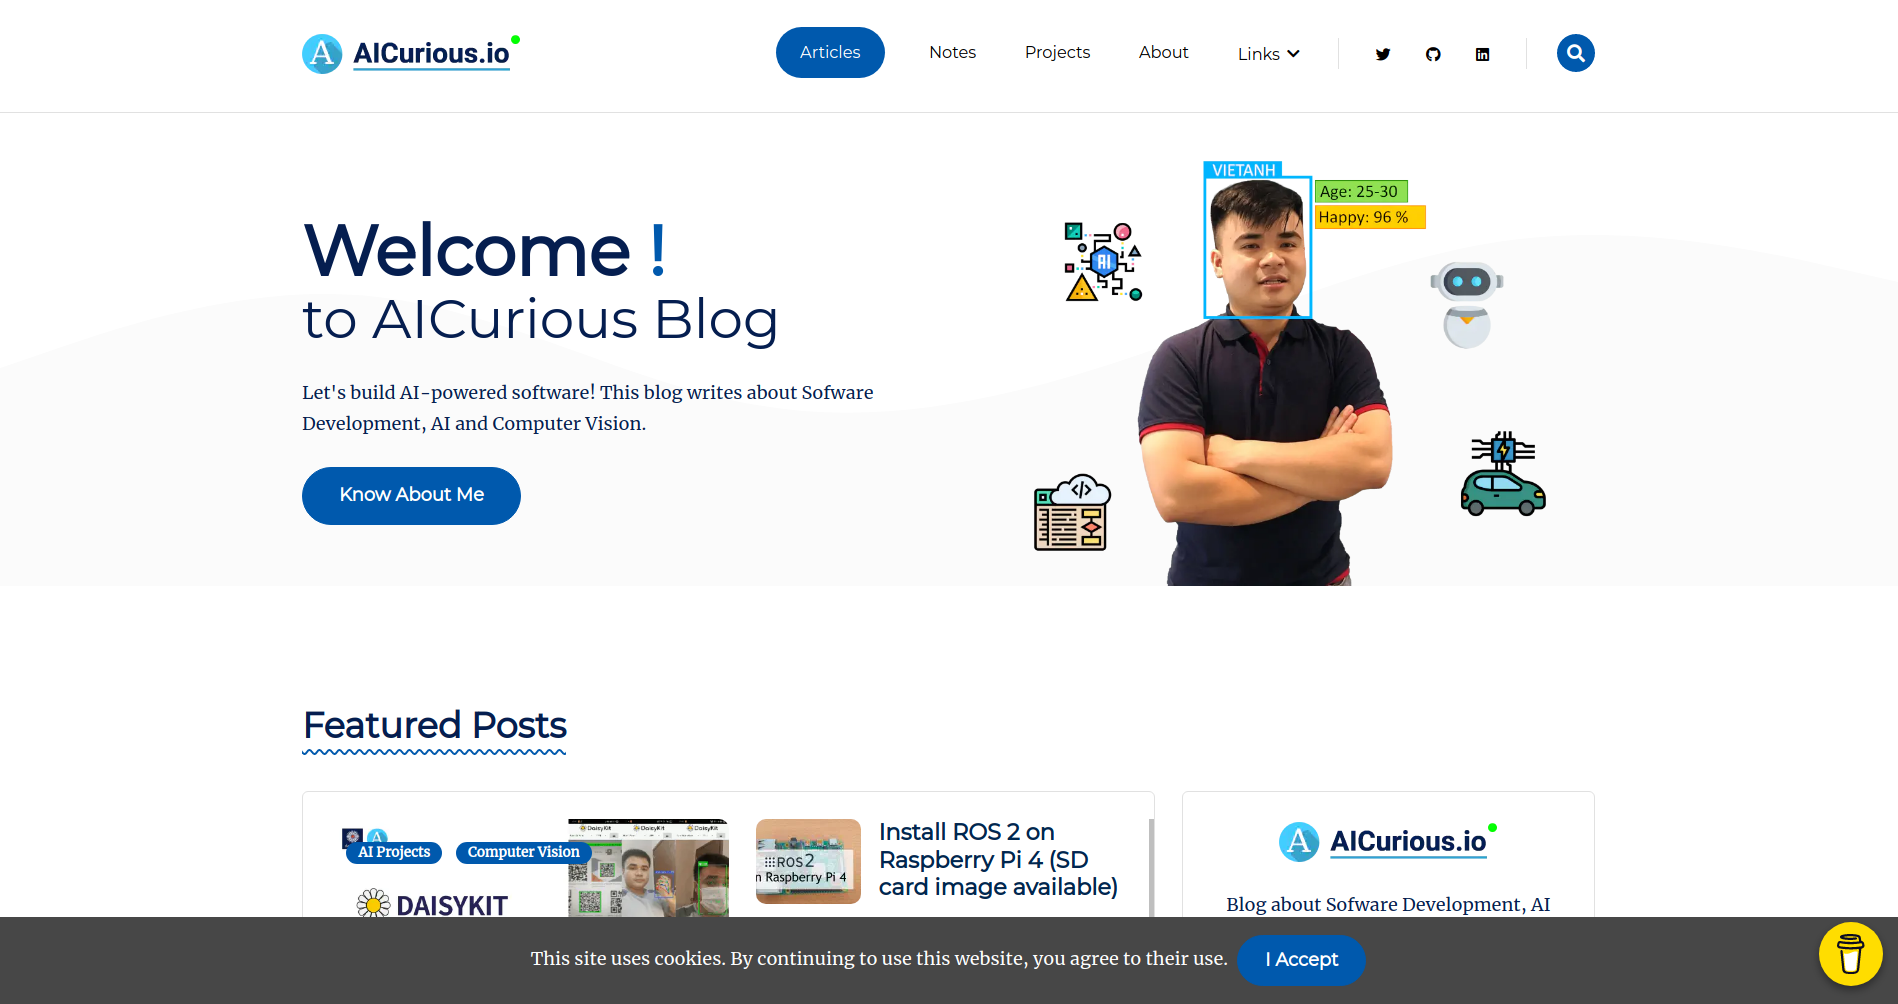 A AICurious.io
Articles
Notes
Projects
About
Links
VIETANH
Age: 25-30
Happy: 96 %
AI
Welcome !
to AICurious Blog
Let's build AI-powered software! This blog writes about Sofware
Development, AI and Computer Vision.
Know About Me
Featured Posts
AI Projects
Computer Vision
DAISYKIT
DaisyKit
DaisyKit
DaisyKit
ROS2
n Raspberry Pi 4
Install ROS 2 on
Raspberry Pi 4 (SD
card image available)
A AICurious.io
Blog about Sofware Development, AI
This site uses cookies. By continuing to use this website, you agree to their use.
I Accept